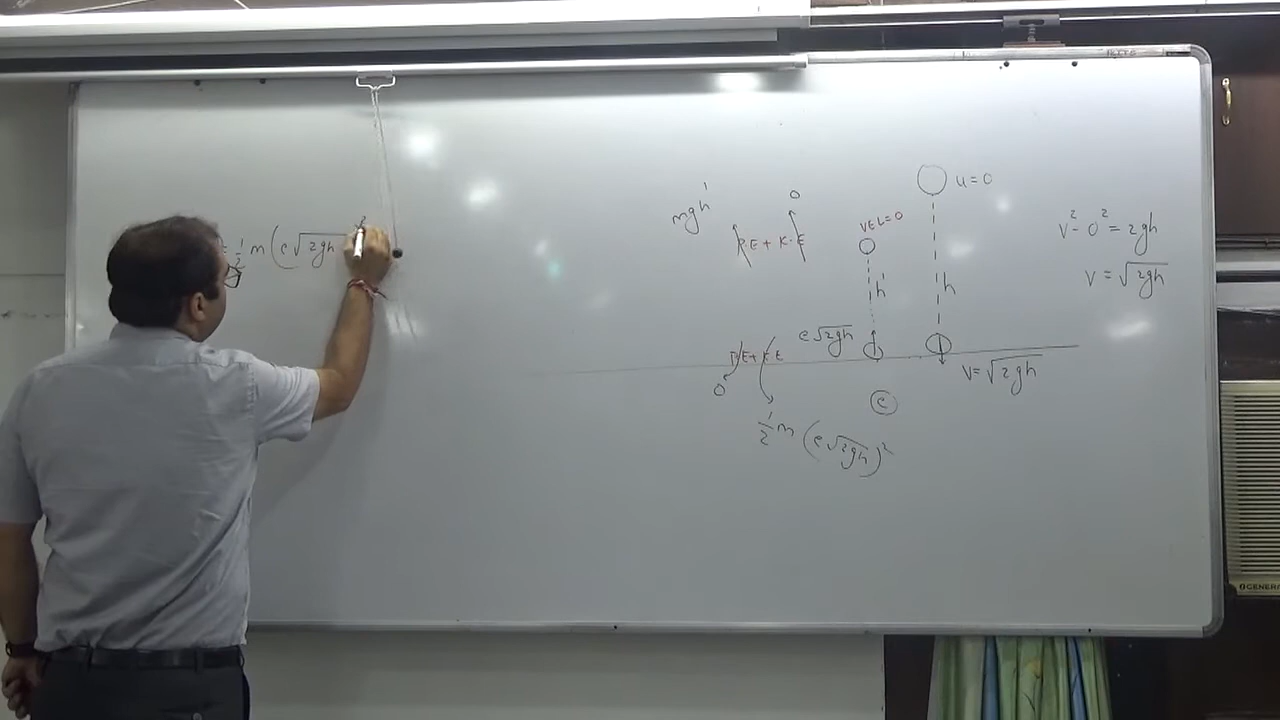 = 1/2 m (e√2gh
mgh'
0
P.E + K.E
VEL=0
h'
e√2gh
P.E + K.E
0
1/2 m (e√2gh)²
e
u=0
h
V=√2gh
V² - 0² = 2gh
V = √2gh
GENERA